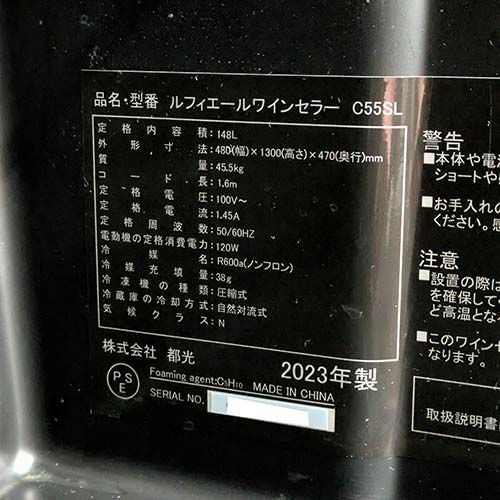 品名・型番 ルフィエールワインセラー C55SL
定格内容積:148L
外形寸法:480(幅)×1300(高さ)×470(奥行)mm
質量:45.5kg
コード長:1.6m
定格電圧:100V～
定格電流:1.45A
定格周波数:50/60HZ
電動機の定格消費電力:120W
冷媒名:R600a(ノンフロン)
冷媒充填量:38g
冷凍機の種類:圧縮式
冷蔵庫の冷却方式:自然対流式
気候クラス:N
株式会社 都光
2023年製
PSE
Foaming agent:C5H10 MADE IN CHINA
SERIAL NO.
警告
■本体や電
ショートや
■お手入れの
ください。感
注意
■設置の際は
を確保して
ど高温とな
■このワインセ
なります。
取扱説明書